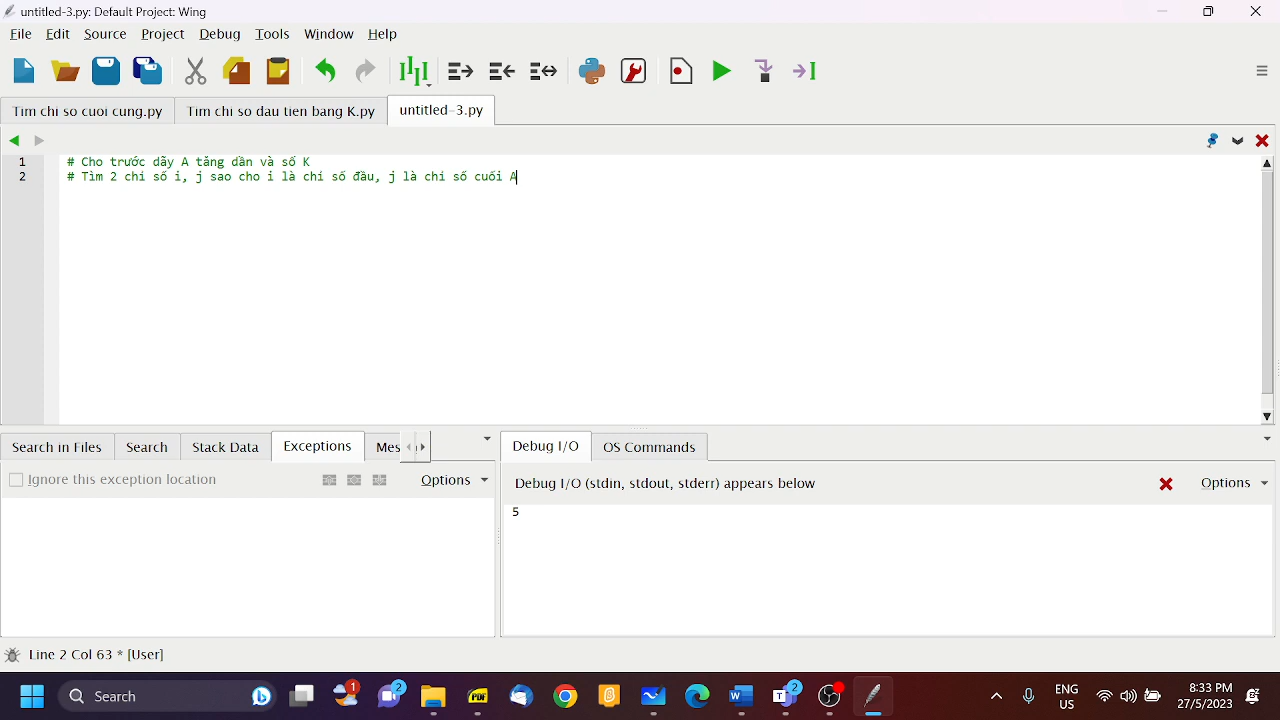 untitled-3.py: Default Project: Wing
File Edit Source Project Debug Tools Window Help
Tim chi so cuoi cung.py Tim chi so dau tien bang K.py untitled-3.py
1 # Cho trước dãy A tăng dần và số K
2 # Tìm 2 chỉ số i, j sao cho i là chỉ số đầu, j là chỉ số cuối A
Search in Files Search Stack Data Exceptions Mes
Debug I/O OS Commands
Ignore this exception location Options
Debug I/O (stdin, stdout, stderr) appears below Options
5
Line 2 Col 63 * [User]
Search 1 2 PDF 2 ENG US 8:33 PM 27/5/2023